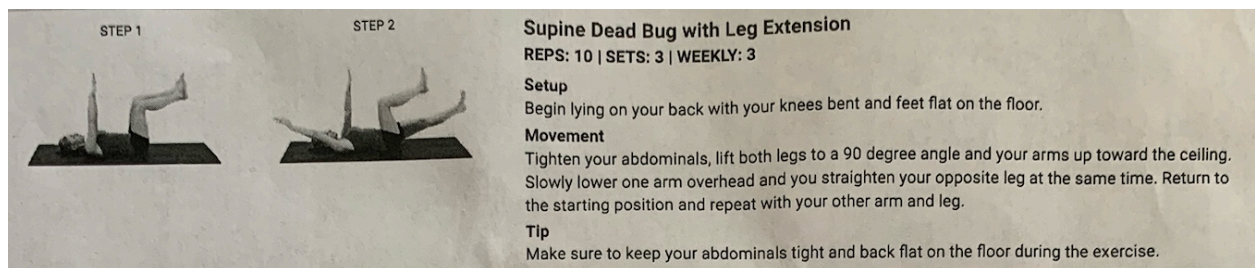 STEP 1
STEP 2
Supine Dead Bug with Leg Extension
REPS: 10 | SETS: 3 | WEEKLY: 3
Setup
Begin lying on your back with your knees bent and feet flat on the floor.
Movement
Tighten your abdominals, lift both legs to a 90 degree angle and your arms up toward the ceiling.
Slowly lower one arm overhead and you straighten your opposite leg at the same time. Return to
the starting position and repeat with your other arm and leg.
Tip
Make sure to keep your abdominals tight and back flat on the floor during the exercise.